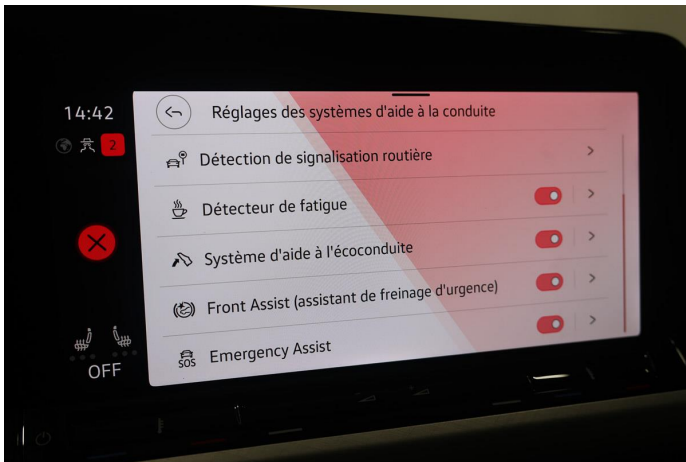 14:42
2
Réglages des systèmes d'aide à la conduite
Détection de signalisation routière
Détecteur de fatigue
Système d'aide à l'écoconduite
Front Assist (assistant de freinage d'urgence)
SOS Emergency Assist
OFF